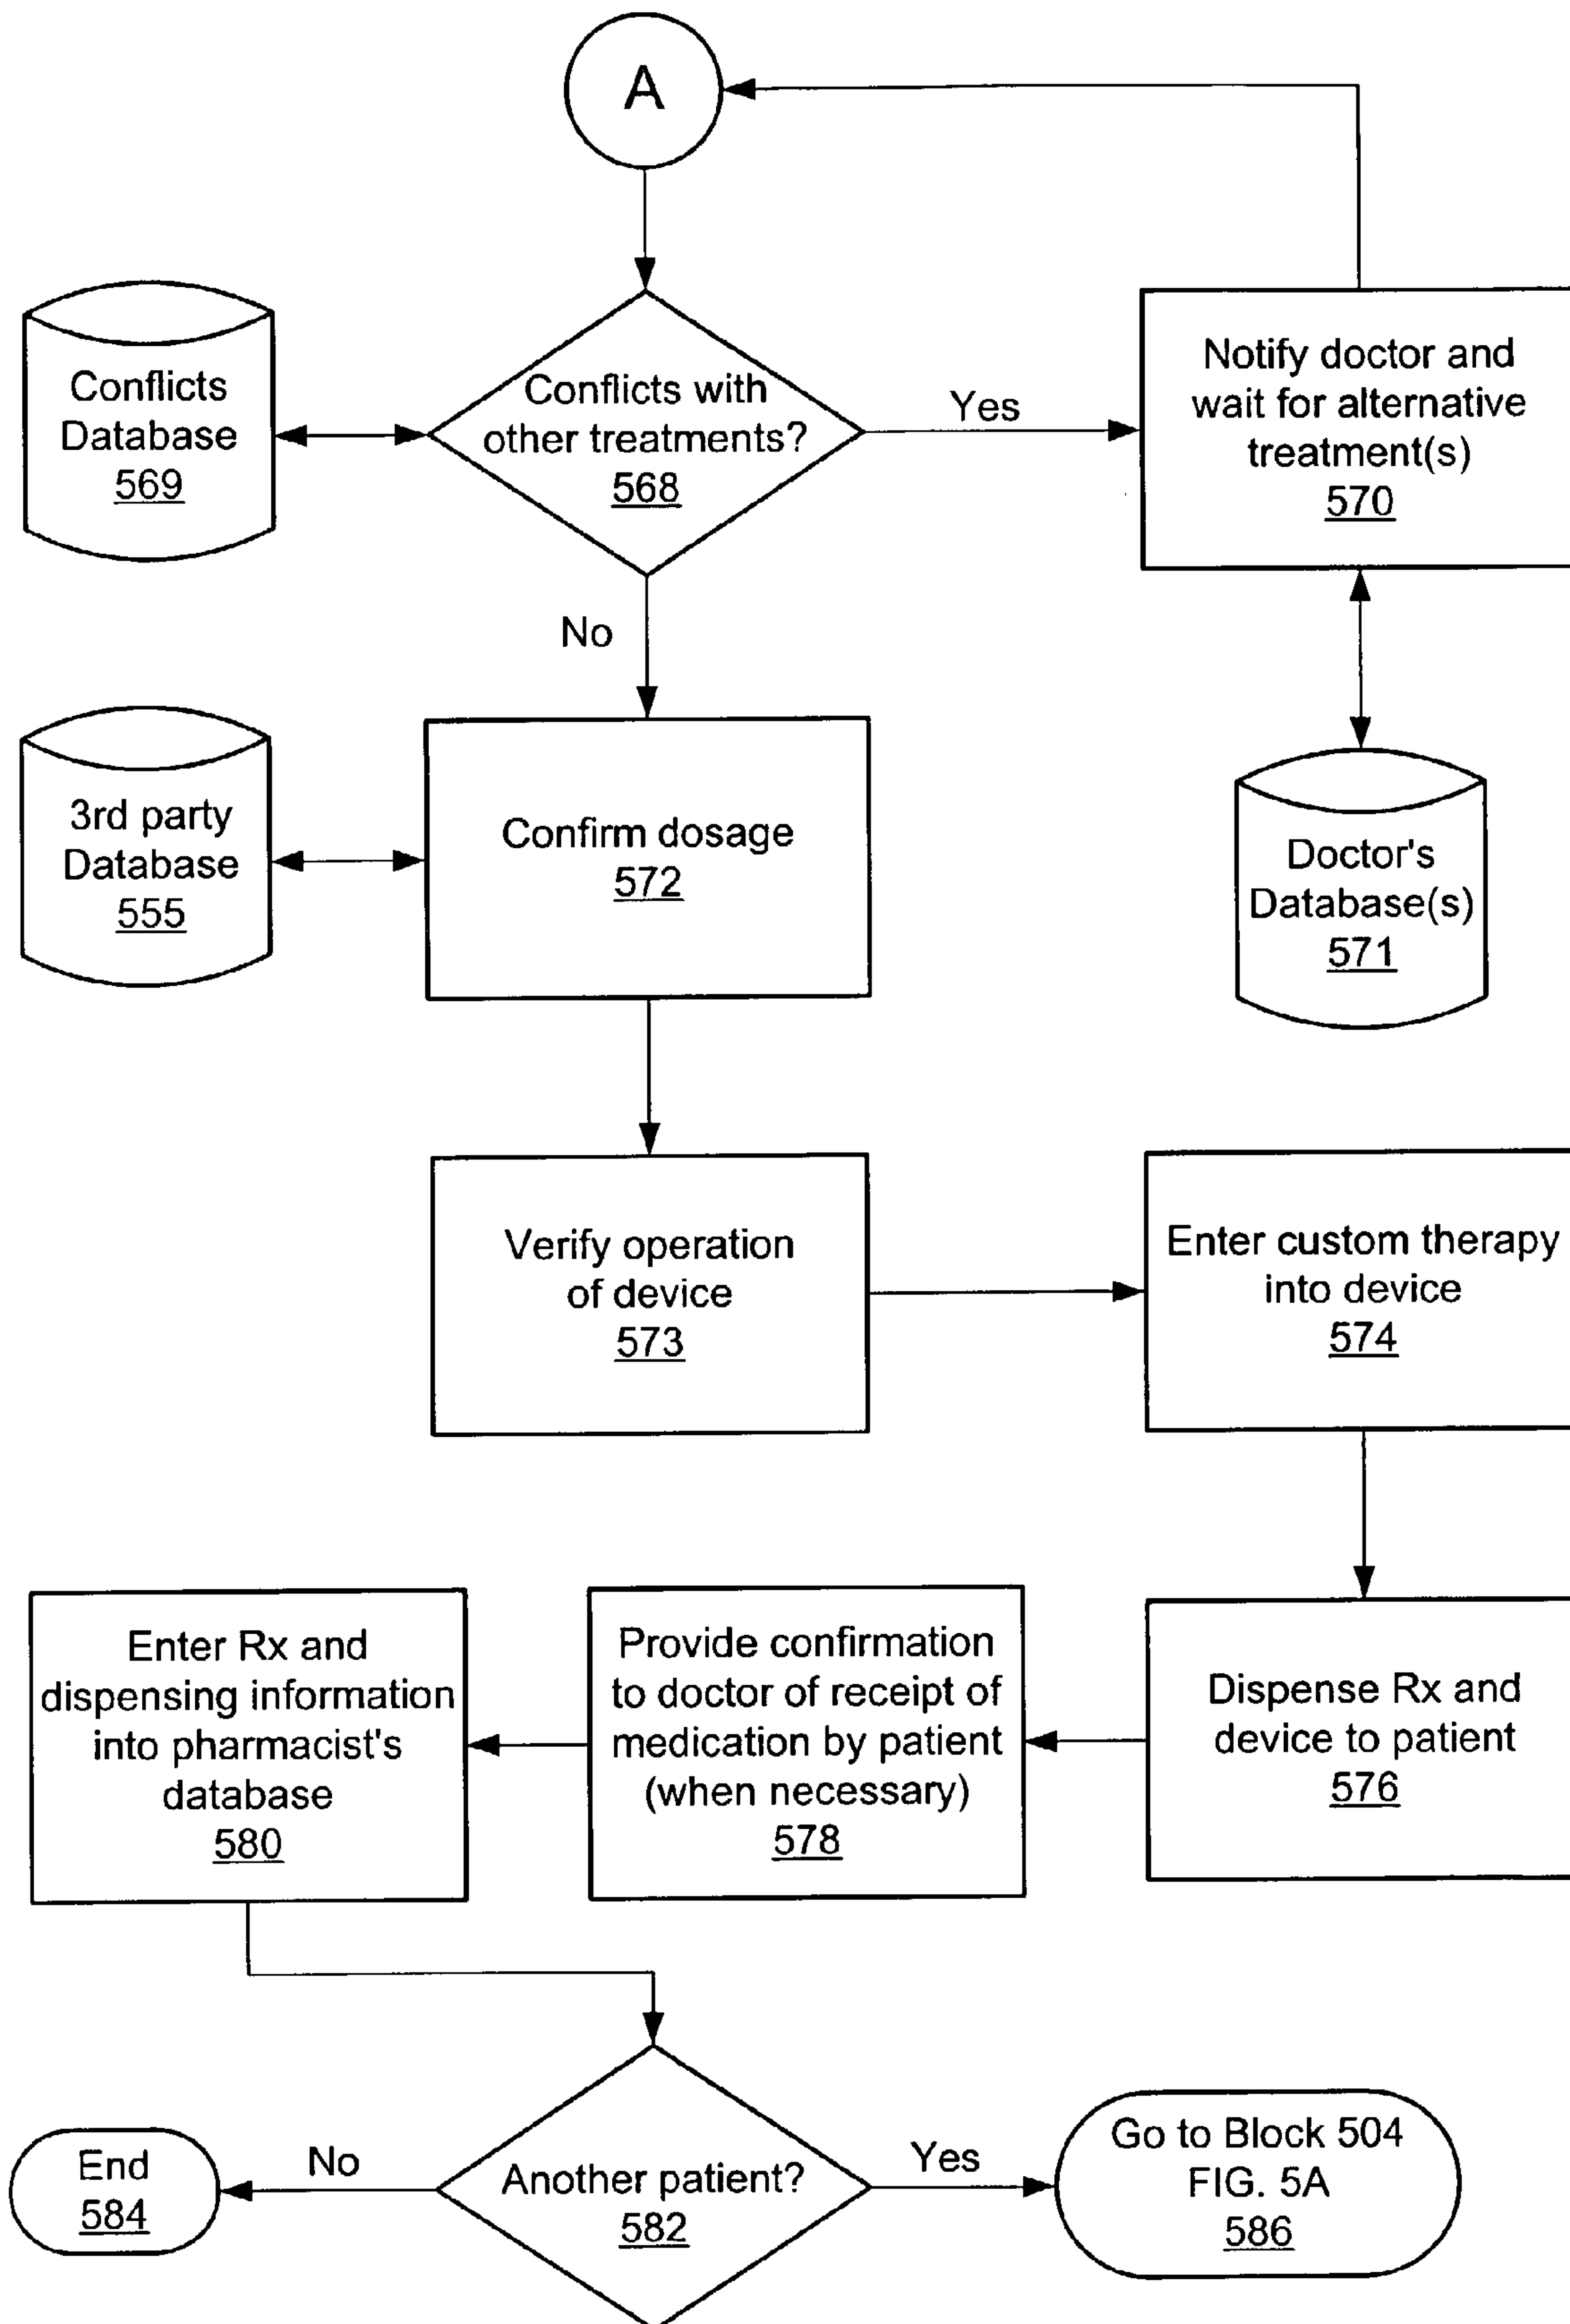 A
Conflicts
Database
569
Conflicts with
other treatments?
568
Yes
Notify doctor and
wait for alternative
treatment(s)
570
No
3rd party
Database
555
Confirm dosage
572
Doctor's
Database(s)
571
Verify operation
of device
573
Enter custom therapy
into device
574
Enter Rx and
dispensing information
into pharmacist's
database
580
Provide confirmation
to doctor of receipt of
medication by patient
(when necessary)
578
Dispense Rx and
device to patient
576
End
584
No
Another patient?
582
Yes
Go to Block 504
FIG. 5A
586